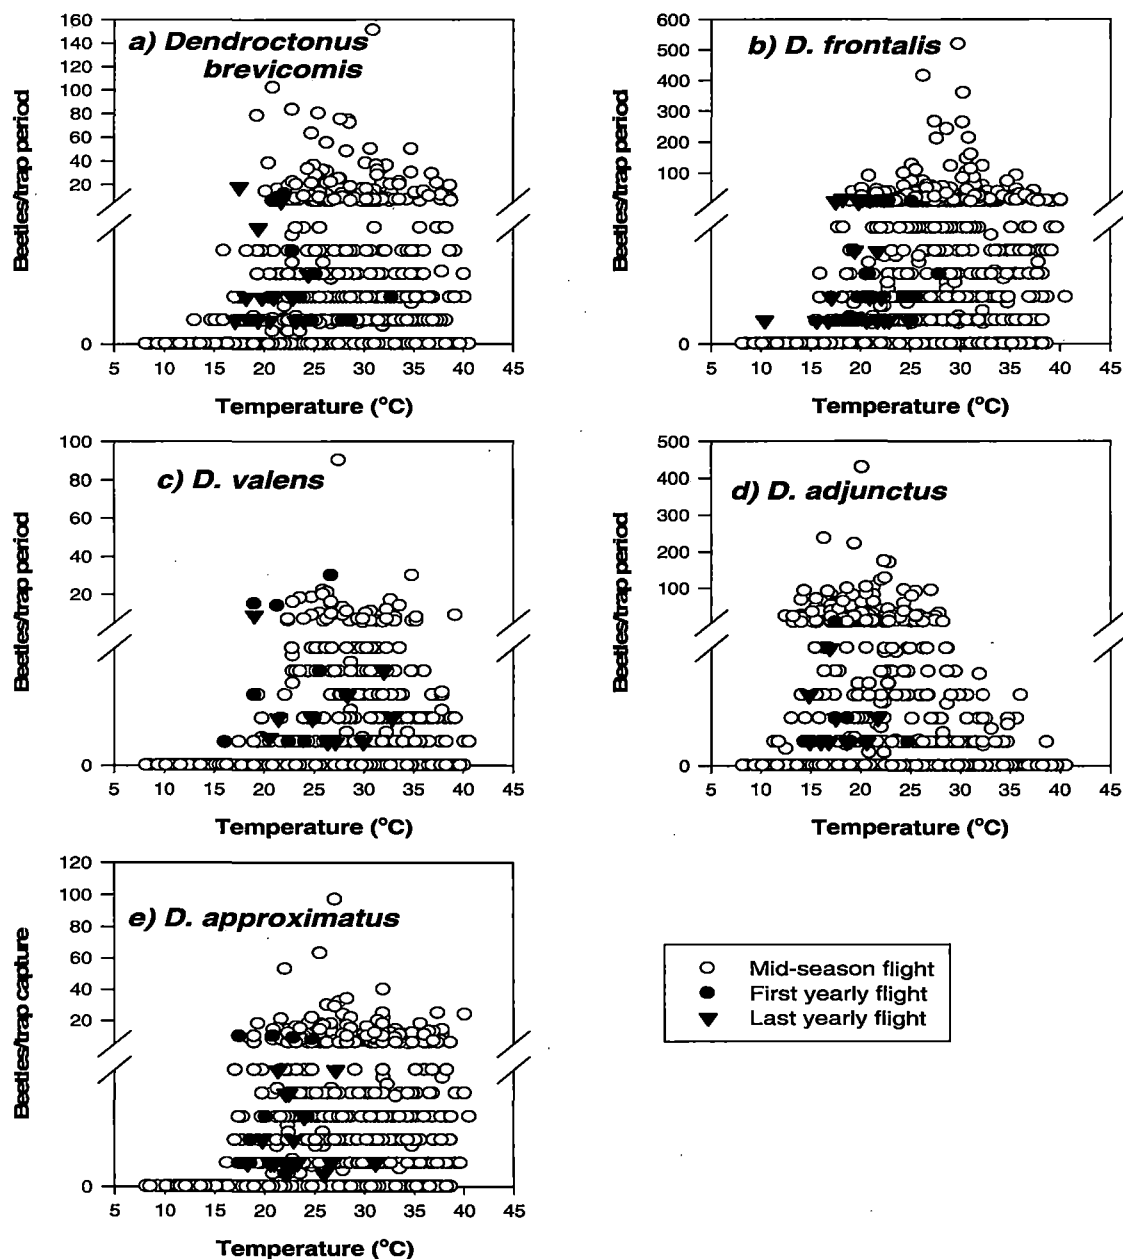 a) Dendroctonus
brevicomis
Beetles/trap period
160
140
120
100
80
60
40
20
0
5 10 15 20 25 30 35 40 45
Temperature (°C)
b) D. frontalis
Beetles/trap period
600
500
400
300
200
100
0
5 10 15 20 25 30 35 40 45
Temperature (°C)
c) D. valens
Beetles/trap period
100
80
60
40
20
0
5 10 15 20 25 30 35 40 45
Temperature (°C)
d) D. adjunctus
Beetles/trap period
500
400
300
200
100
0
5 10 15 20 25 30 35 40 45
Temperature (°C)
e) D. approximatus
Beetles/trap capture
120
100
80
60
40
20
0
5 10 15 20 25 30 35 40 45
Temperature (°C)
Mid-season flight
First yearly flight
Last yearly flight